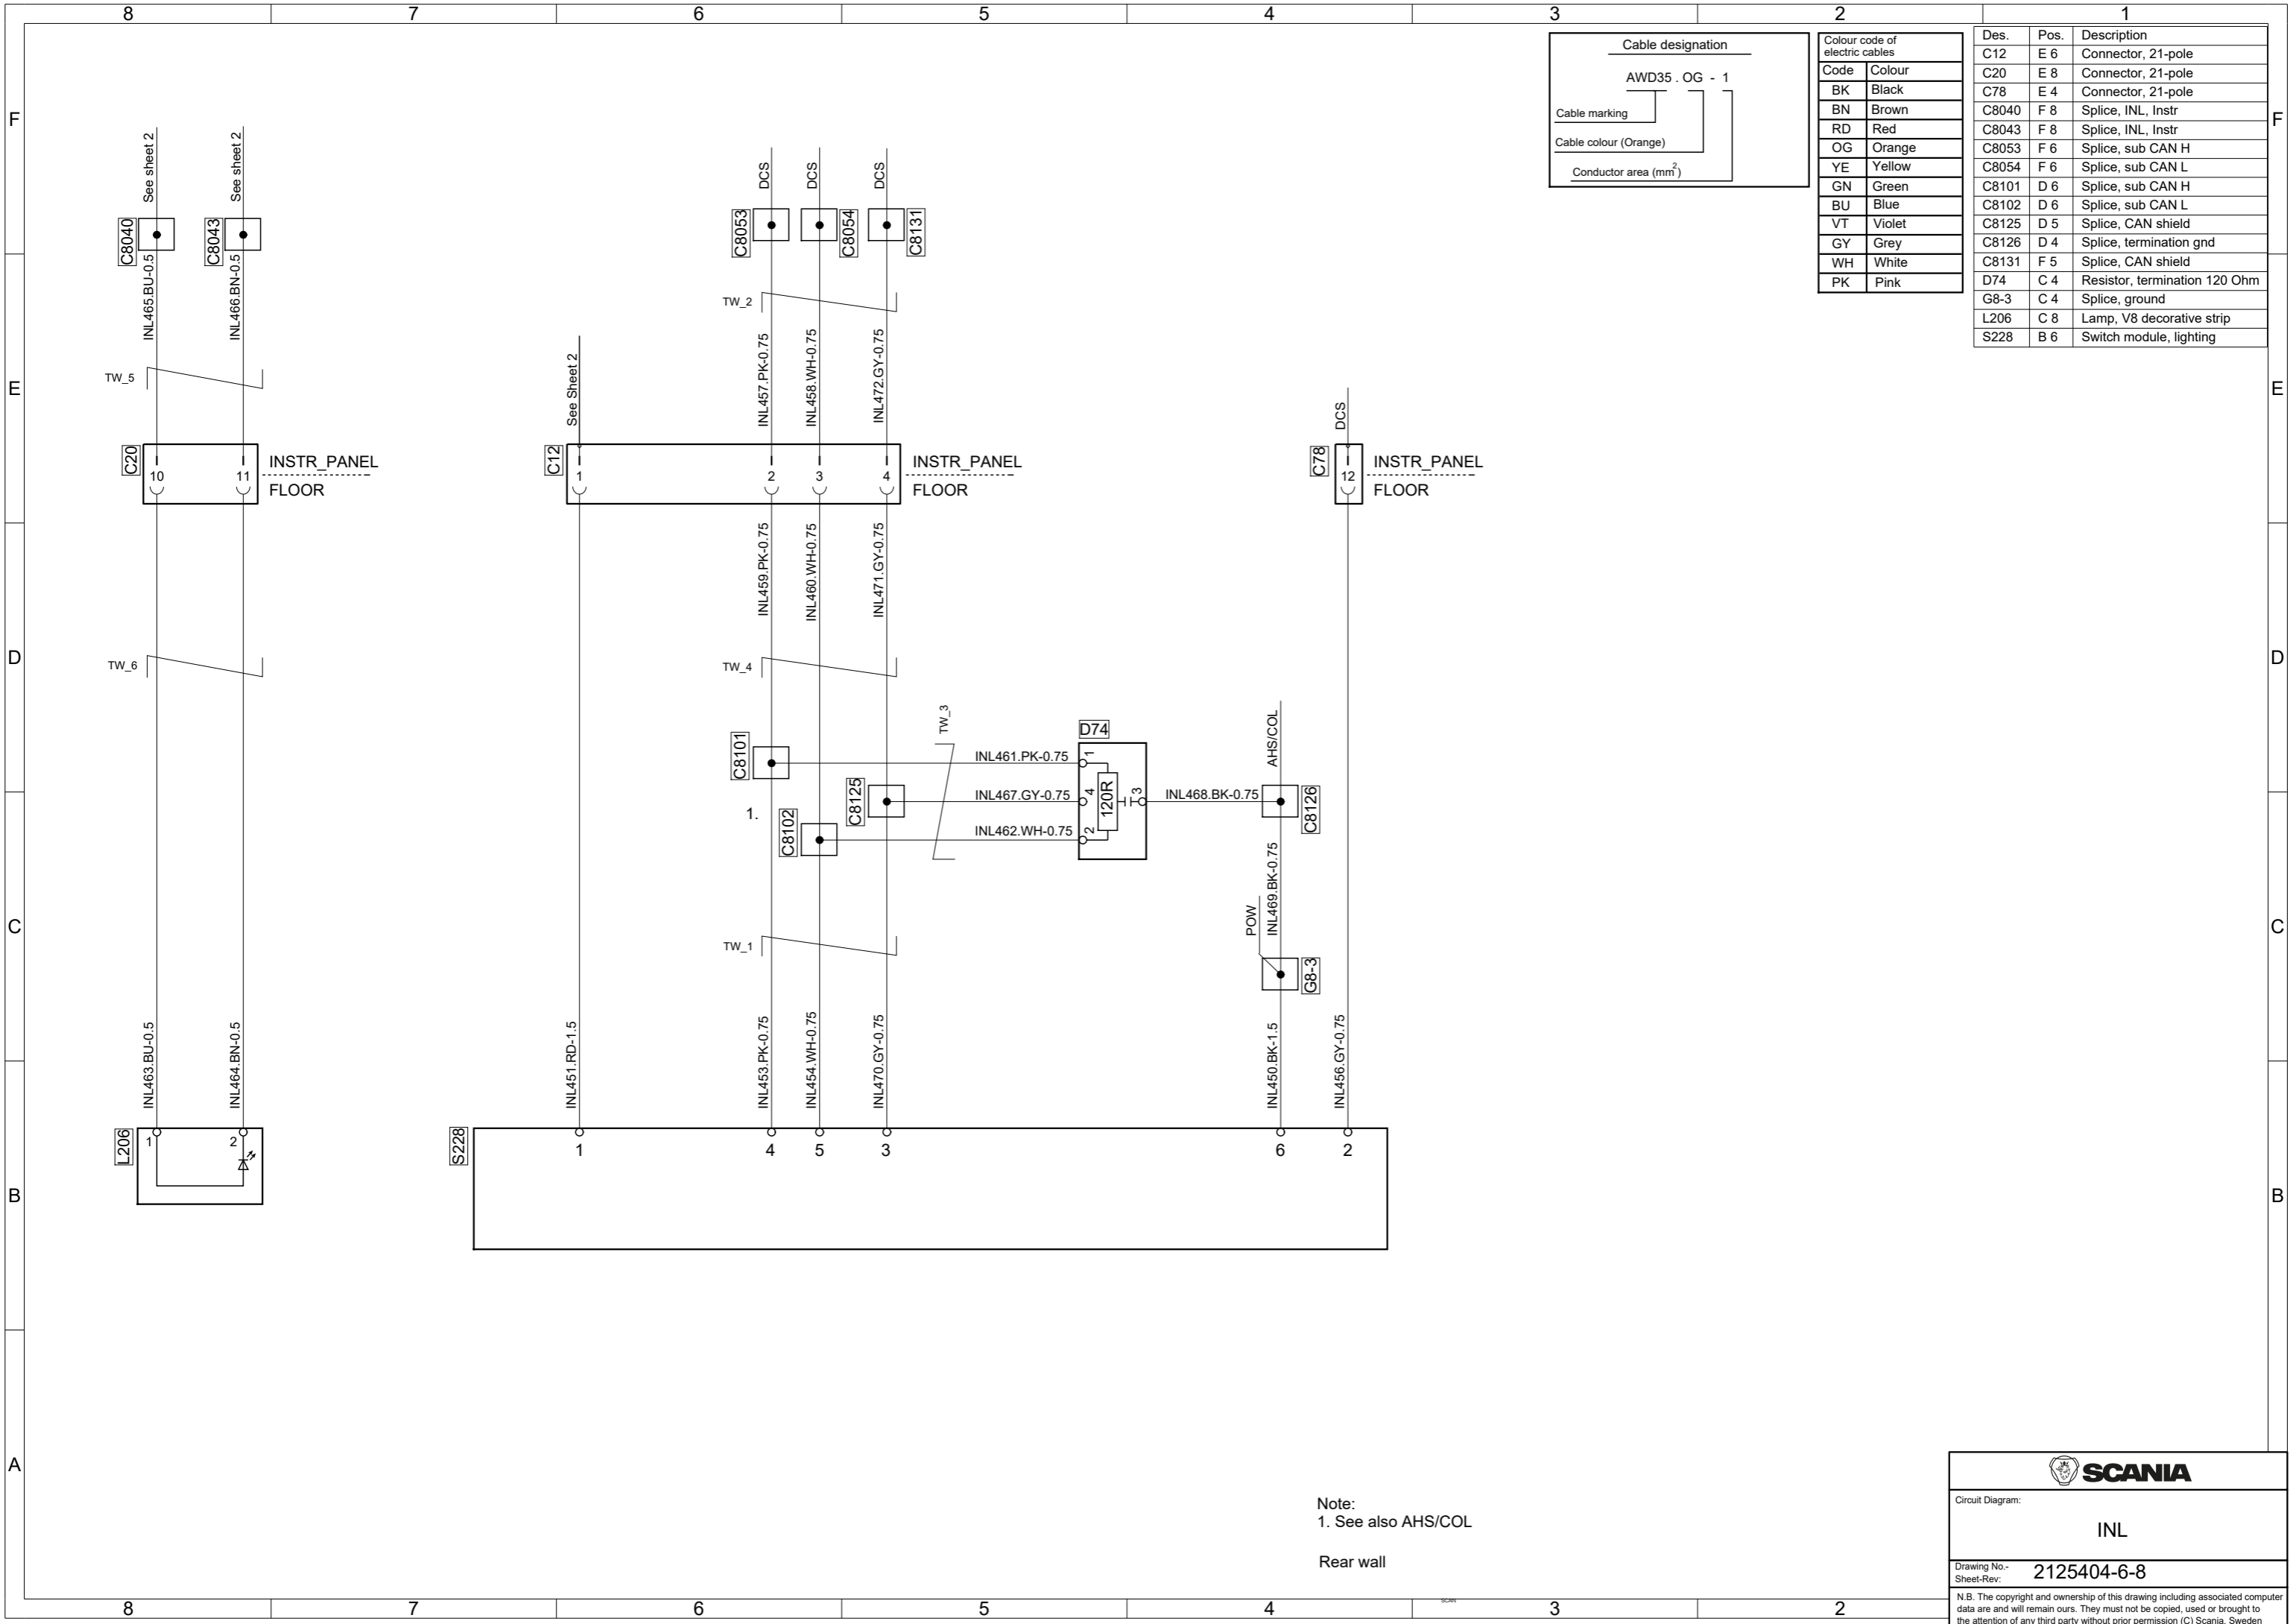 8 7 6 5 4 3 2 1
Cable designation
AWD35 . OG - 1
Cable marking
Cable colour (Orange)
Conductor area (mm2)
Colour code of
electric cables
Code Colour
BK Black
BN Brown
RD Red
OG Orange
YE Yellow
GN Green
BU Blue
VT Violet
GY Grey
WH White
PK Pink
Des. Pos. Description
C12 E 6 Connector, 21-pole
C20 E 8 Connector, 21-pole
C78 E 4 Connector, 21-pole
C8040 F 8 Splice, INL, Instr
C8043 F 8 Splice, INL, Instr
C8053 F 6 Splice, sub CAN H
C8054 F 6 Splice, sub CAN L
C8101 D 6 Splice, sub CAN H
C8102 D 6 Splice, sub CAN L
C8125 D 5 Splice, CAN shield
C8126 D 4 Splice, termination gnd
C8131 F 5 Splice, CAN shield
D74 C 4 Resistor, termination 120 Ohm
G8-3 C 4 Splice, ground
L206 C 8 Lamp, V8 decorative strip
S228 B 6 Switch module, lighting
F F
See sheet 2
See sheet 2
DCS
DCS
DCS
C8040
C8043
C8053
C8054
C8131
INL465.BU-0.5
INL466.BN-0.5
TW_2
TW_5
E E
See Sheet 2
INL457.PK-0.75
INL458.WH-0.75
INL472.GY-0.75
DCS
C20
10 11
INSTR_PANEL
FLOOR
C12
1 2 3 4
INSTR_PANEL
FLOOR
C78
12
INSTR_PANEL
FLOOR
INL459.PK-0.75
INL460.WH-0.75
INL471.GY-0.75
D D
TW_6
TW_4
TW_3
D74
AHS/COL
C8101
INL461.PK-0.75
1
C8125
INL467.GY-0.75
4
120R
3
INL468.BK-0.75
C8126
1.
C8102
INL462.WH-0.75
2
INL469.BK-0.75
C C
POW
TW_1
G8-3
INL463.BU-0.5
INL464.BN-0.5
INL451.RD-1.5
INL453.PK-0.75
INL454.WH-0.75
INL470.GY-0.75
INL450.BK-1.5
INL456.GY-0.75
L206
1 2
S228
1 4 5 3 6 2
B B
A
Note:
1. See also AHS/COL
Rear wall
SCANIA
Circuit Diagram:
INL
Drawing No.-
Sheet-Rev:
2125404-6-8
N.B. The copyright and ownership of this drawing including associated computer
data are and will remain ours. They must not be copied, used or brought to
the attention of any third party without prior permission (C) Scania, Sweden
8 7 6 5 4 3 2